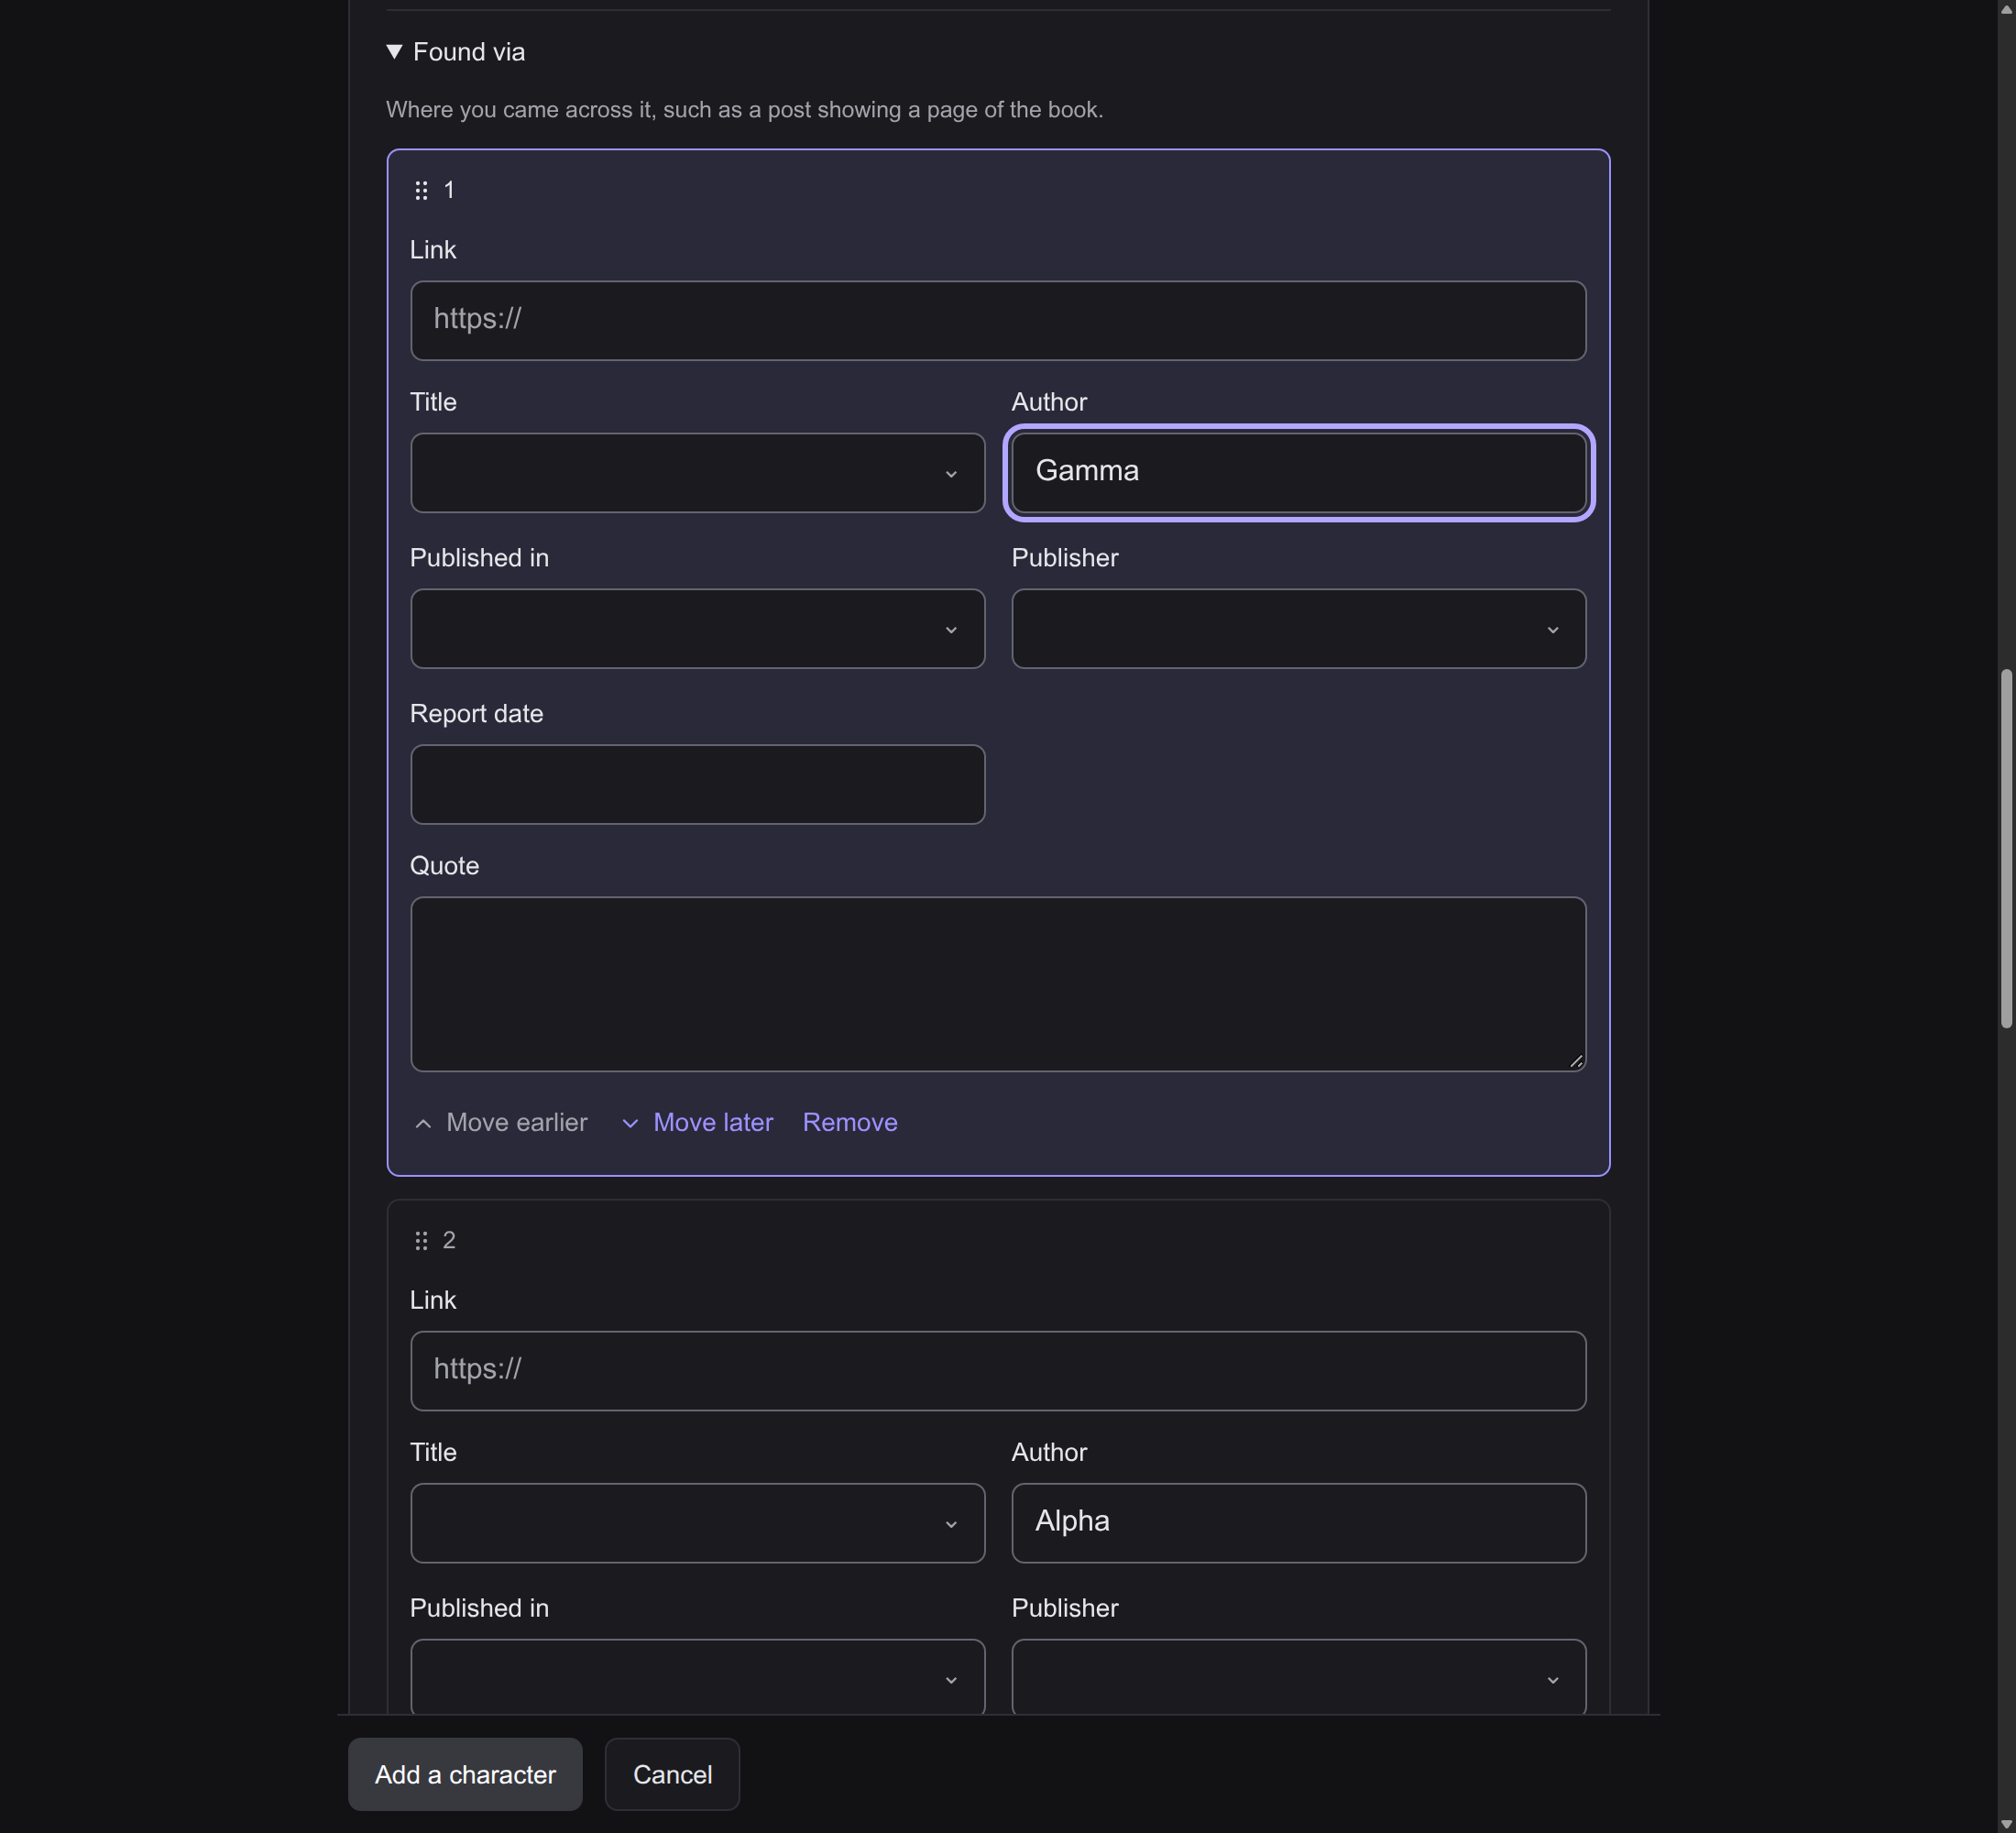 Found via
Where you came across it, such as a post showing a page of the book.
1
Link
https://
Title Author
Gamma
Published in Publisher
Report date
Quote
Move earlier Move later Remove
2
Link
https://
Title Author
Alpha
Published in Publisher
Add a character Cancel